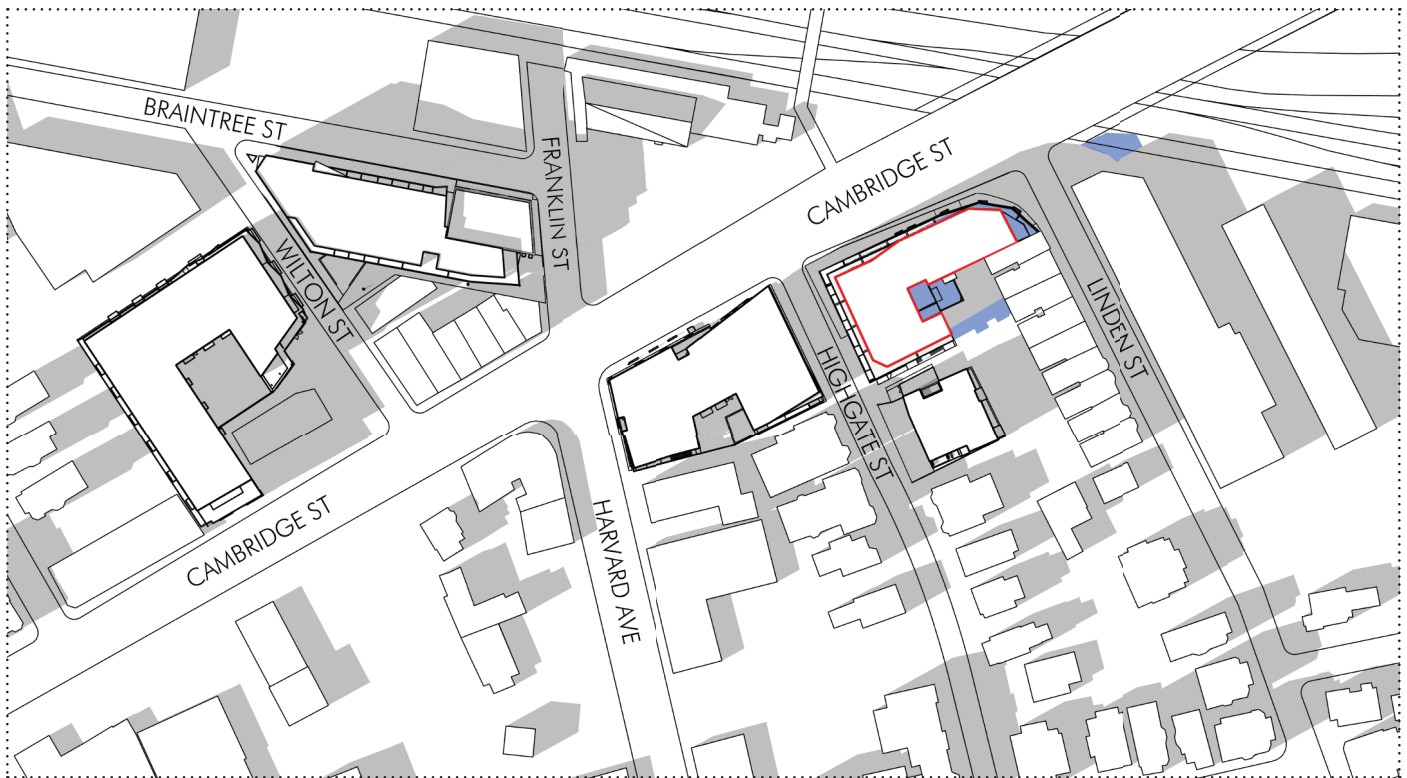 BRAINTREE ST
FRANKLIN ST
CAMBRIDGE ST
WILTON ST
LINDEN ST
HIGHGATE ST
CAMBRIDGE ST
HARVARD AVE